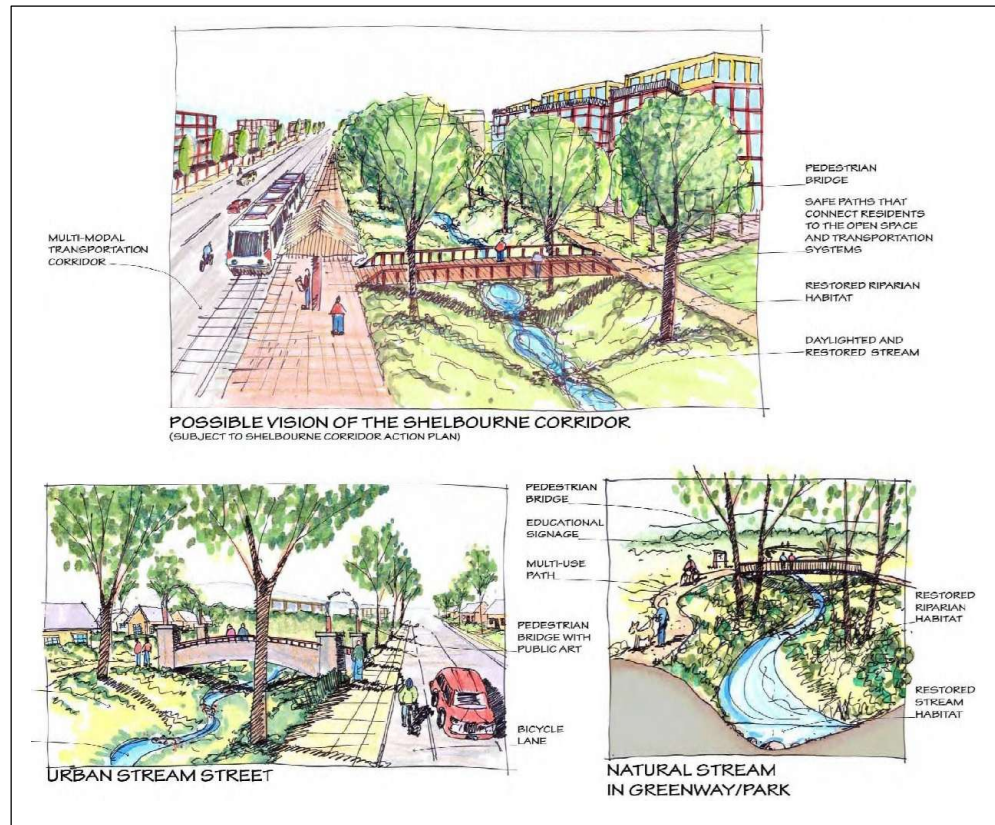 PEDESTRIAN
BRIDGE
SAFE PATHS THAT
CONNECT RESIDENTS
TO THE OPEN SPACE
AND TRANSPORTATION
SYSTEMS
MULTI-MODAL
TRANSPORTATION
CORRIDOR
RESTORED RIPARIAN
HABITAT
DAYLIGHTED AND
RESTORED STREAM
POSSIBLE VISION OF THE SHELBOURNE CORRIDOR
(SUBJECT TO SHELBOURNE CORRIDOR ACTION PLAN)
PEDESTRIAN
BRIDGE
EDUCATIONAL
SIGNAGE
MULTI-USE
PATH
PEDESTRIAN
BRIDGE WITH
PUBLIC ART
BICYCLE
LANE
URBAN STREAM STREET
RESTORED
RIPARIAN
HABITAT
RESTORED
STREAM
HABITAT
NATURAL STREAM
IN GREENWAY/PARK